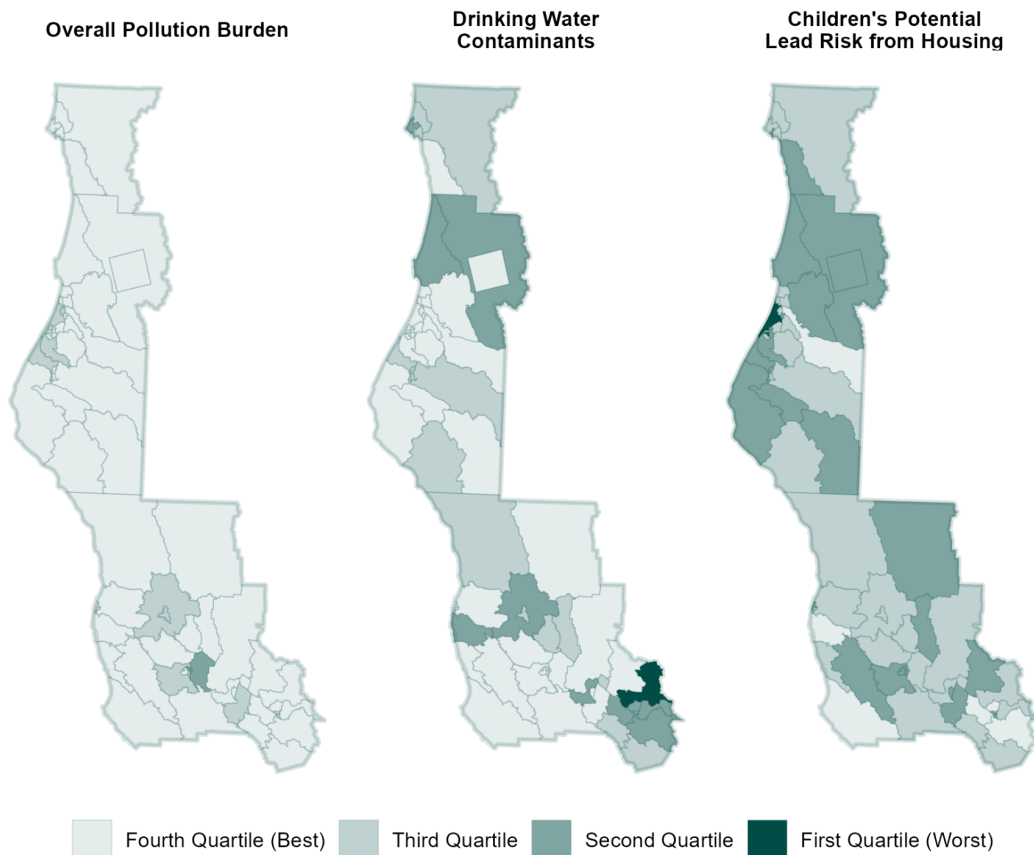 Overall Pollution Burden
Drinking Water
Contaminants
Children's Potential
Lead Risk from Housing
Fourth Quartile (Best)
Third Quartile
Second Quartile
First Quartile (Worst)